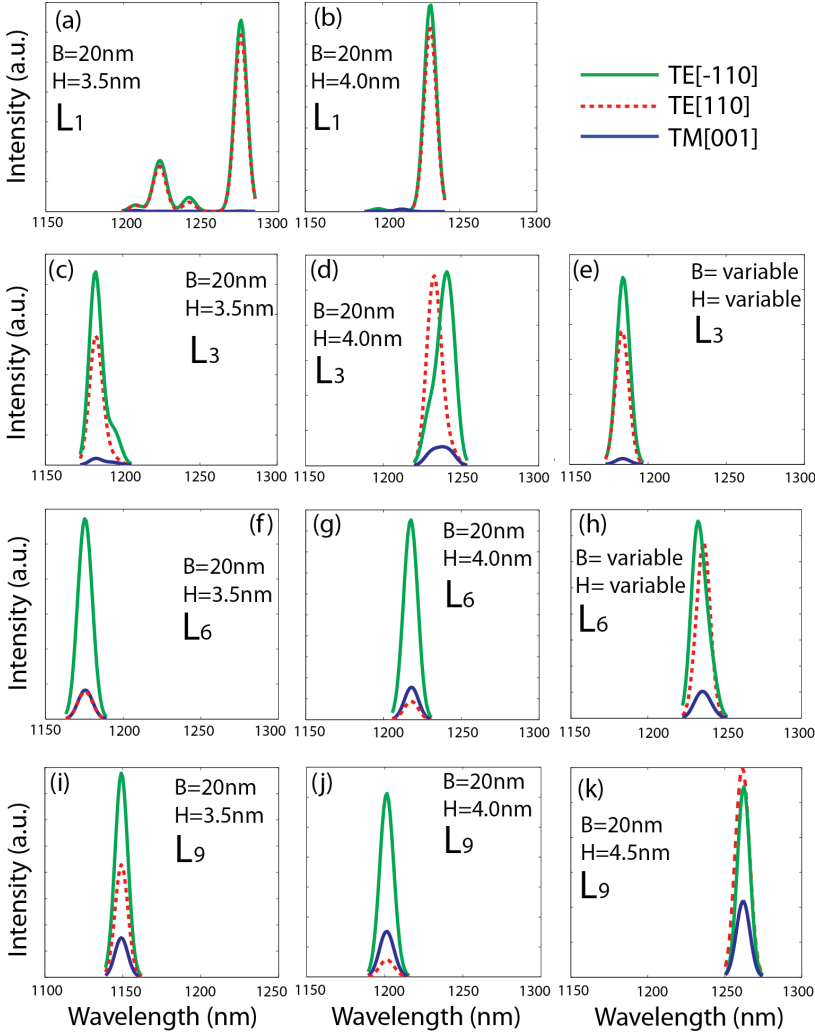 (a)
B=20nm
H=3.5nm
L1
(b)
B=20nm
H=4.0nm
L1
TE[-110]
TE[110]
TM[001]
Intensity (a.u.)
1150 1200 1250 1300
1150 1200 1250 1300
(c)
B=20nm
H=3.5nm
L3
(d)
B=20nm
H=4.0nm
L3
(e)
B= variable
H= variable
L3
Intensity (a.u.)
1150 1200 1250 1300
1150 1200 1250 1300
1150 1200 1250 1300
(f)
B=20nm
H=3.5nm
L6
(g)
B=20nm
H=4.0nm
L6
(h)
B= variable
H= variable
L6
Intensity (a.u.)
1150 1200 1250 1300
1150 1200 1250 1300
1150 1200 1250 1300
(i)
B=20nm
H=3.5nm
L9
(j)
B=20nm
H=4.0nm
L9
(k)
B=20nm
H=4.5nm
L9
Intensity (a.u.)
1100 1150 1200 1250
1150 1200 1250 1300
1150 1200 1250 1300
Wavelength (nm)
Wavelength (nm)
Wavelength (nm)